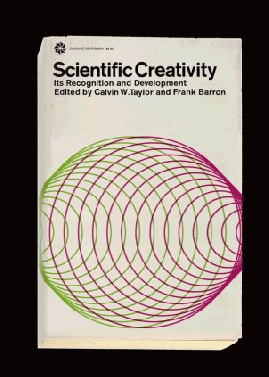 Scientific Creativity
Its Recognition and Development
Edited by Calvin W. Taylor and Frank Barron